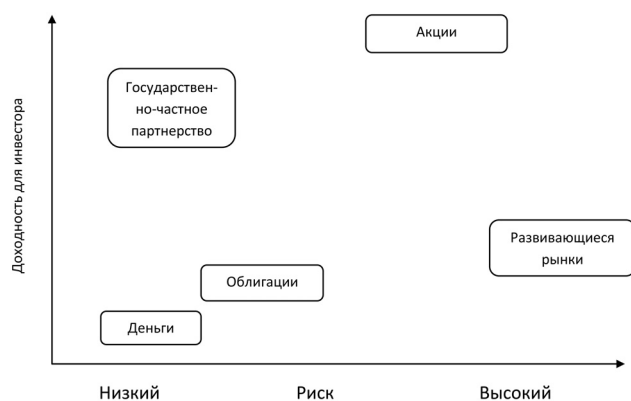 Акции
Государствен-
но-частное
партнерство
Доходность для инвестора
Развивающиеся
рынки
Облигации
Деньги
Низкий Риск Высокий